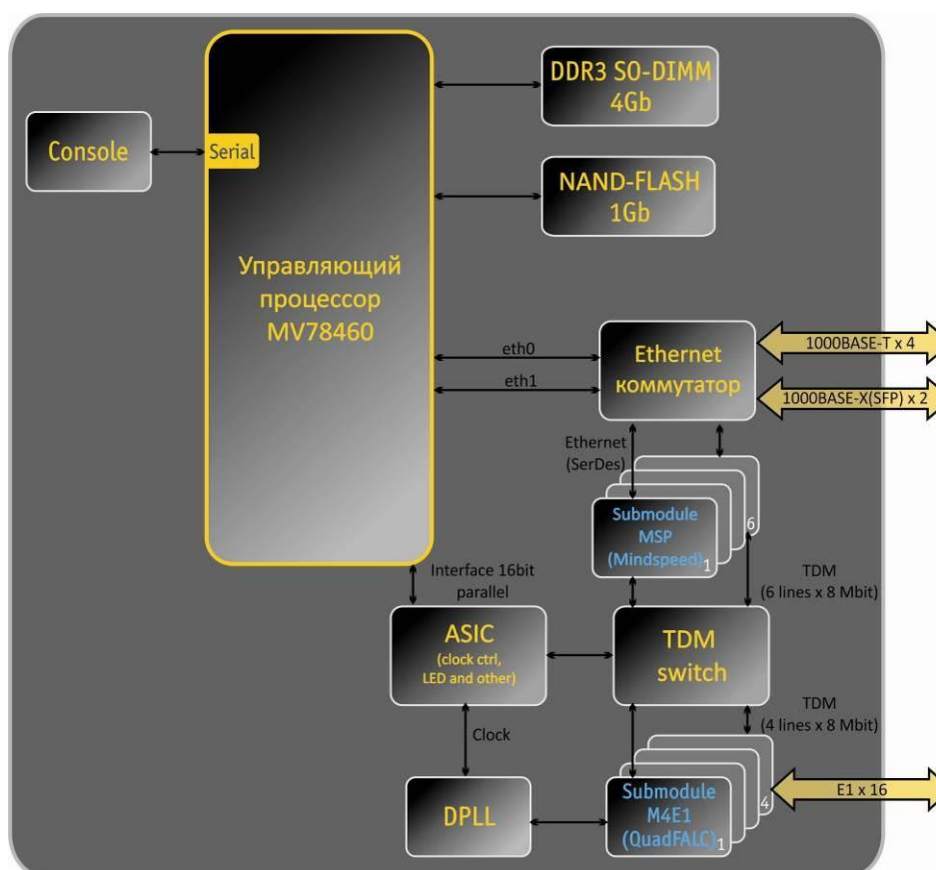 DDR3 SO-DIMM
4Gb
Console
Serial
NAND-FLASH
1Gb
Управляющий
процессор
MV78460
eth0
eth1
Ethernet
коммутатор
1000BASE-T x 4
1000BASE-X(SFP) x 2
Ethernet
(SerDes)
Submodule
MSP
(Mindspeed)
1
6
Interface 16bit
parallel
TDM
(6 lines x 8 Mbit)
ASIC
(clock ctrl,
LED and other)
TDM
switch
TDM
(4 lines x 8 Mbit)
Clock
DPLL
Submodule
M4E1
(QuadFALC)
1
4
E1 x 16